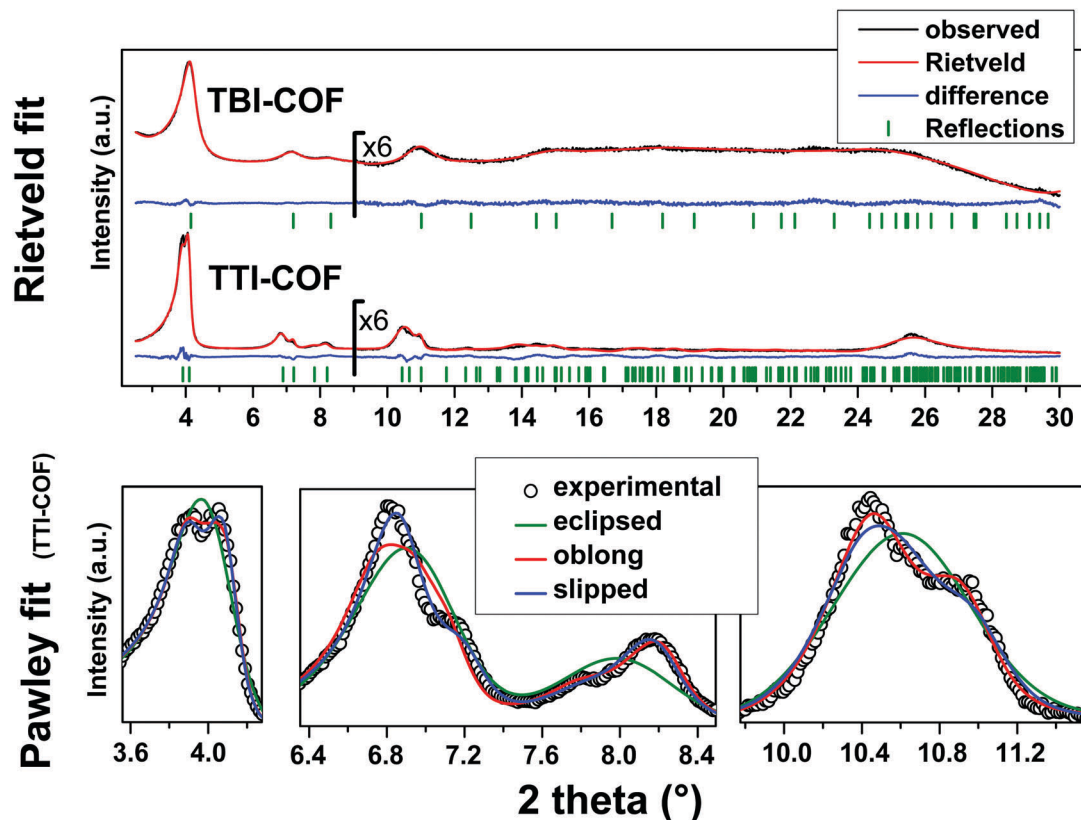 Rietveld fit
Intensity (a.u.)
observed
Rietveld
difference
Reflections
TBI-COF
x6
TTI-COF
x6
4 6 8 10 12 14 16 18 20 22 24 26 28 30
Pawley fit (TTI-COF)
Intensity (a.u.)
experimental
eclipsed
oblong
slipped
3.6 4.0 6.4 6.8 7.2 7.6 8.0 8.4 10.0 10.4 10.8 11.2
2 theta (°)